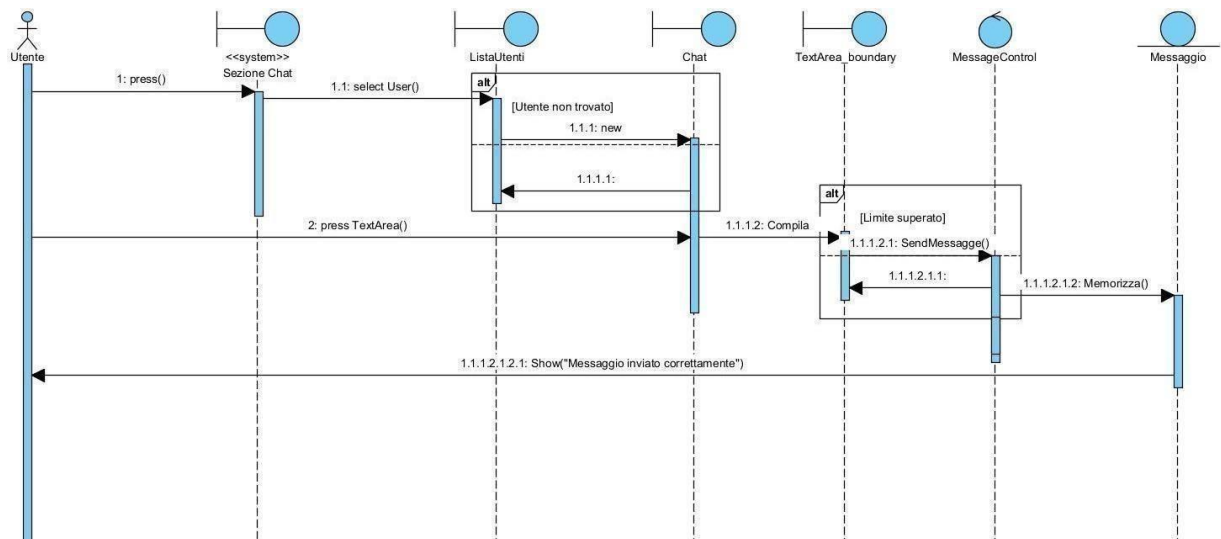 Utente
<<system>>
Sezione Chat
ListaUtenti
Chat
TextArea_boundary
MessageControl
Messaggio
1: press()
1.1: select User()
alt
[Utente non trovato]
1.1.1: new
1.1.1.1:
alt
[Limite superato]
2: press TextArea()
1.1.1.2: Compila
1.1.1.2.1: SendMessagge()
1.1.1.2.1.1:
1.1.1.2.1.2: Memorizza()
1.1.1.2.1.2.1: Show("Messaggio inviato correttamente")